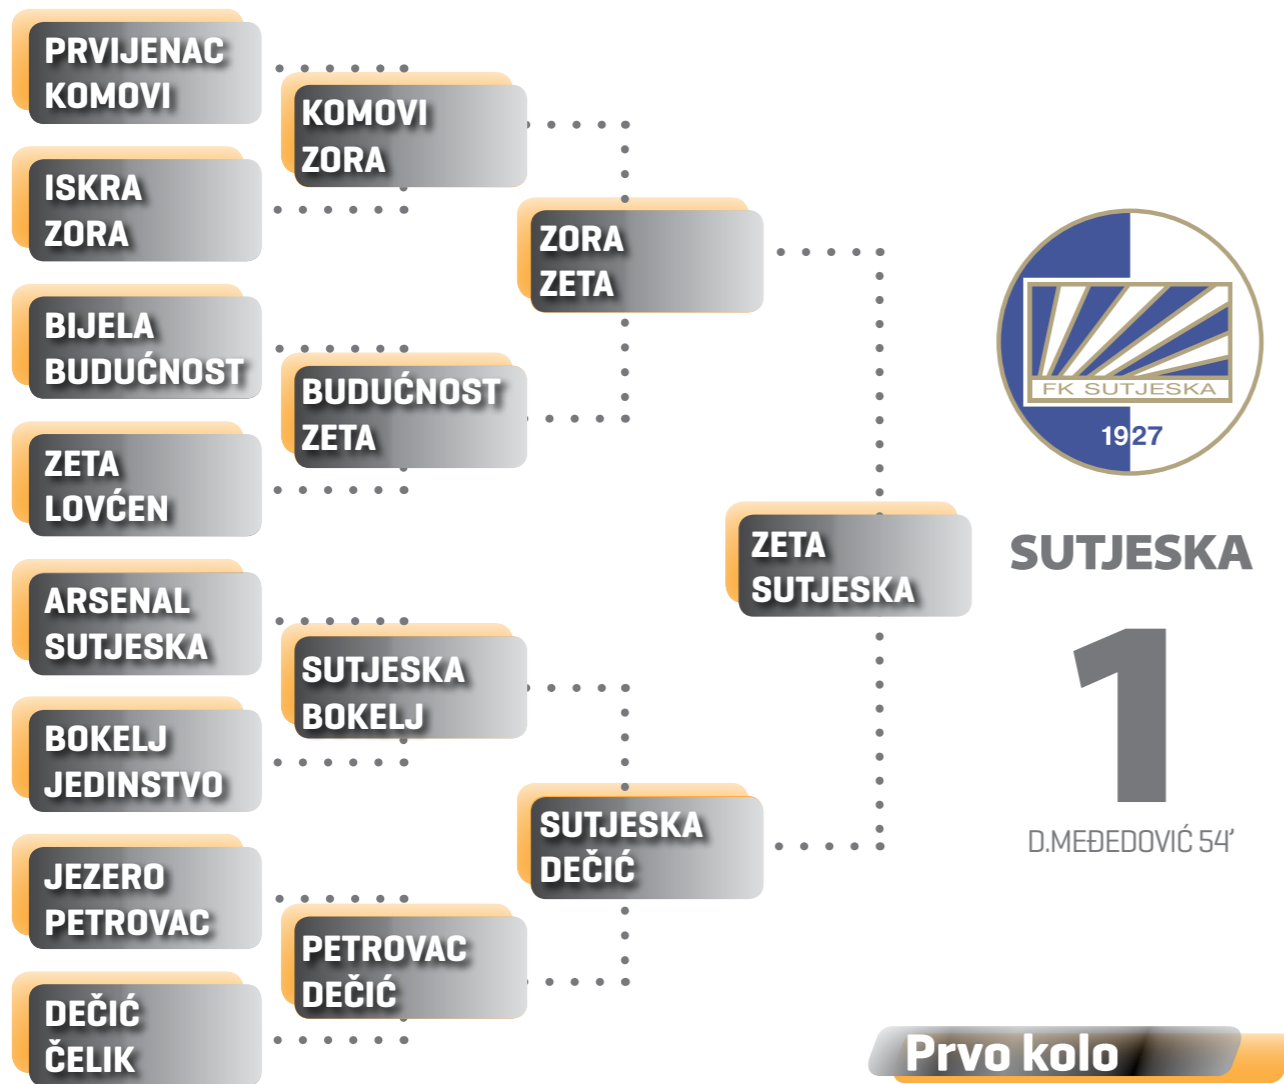 PRVIJENAC
KOMOVI
ISKRA
ZORA
BIJELA
BUDUĆNOST
ZETA
LOVĆEN
ARSENAL
SUTJESKA
BOKELJ
JEDINSTVO
JEZERO
PETROVAC
DEČIĆ
ČELIK
KOMOVI
ZORA
BUDUĆNOST
ZETA
SUTJESKA
BOKELJ
PETROVAC
DEČIĆ
ZORA
ZETA
SUTJESKA
DEČIĆ
ZETA
SUTJESKA
FK SUTJESKA
1927
SUTJESKA
1
D.MEĐEDOVIĆ 54'
Prvo kolo